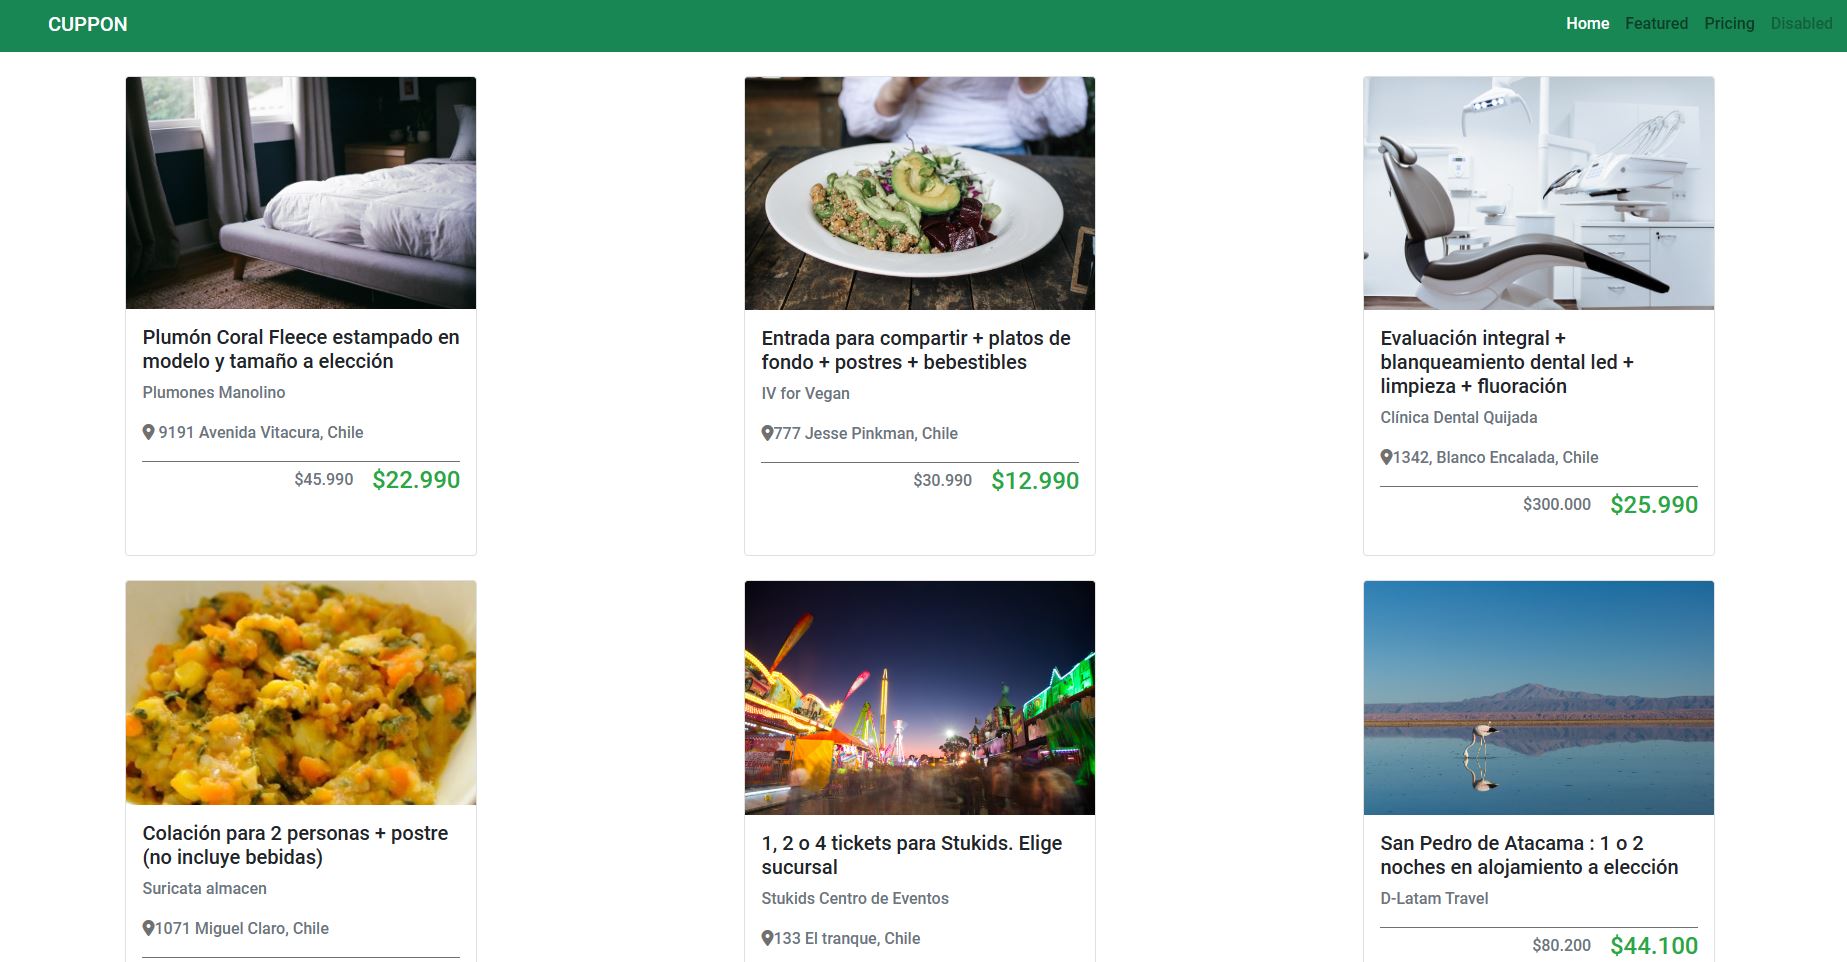 CUPPON
Home Featured Pricing Disabled
Plumón Coral Fleece estampado en
modelo y tamaño a elección
Plumones Manolino
9191 Avenida Vitacura, Chile
$45.990 $22.990
Entrada para compartir + platos de
fondo + postres + bebestibles
IV for Vegan
777 Jesse Pinkman, Chile
$30.990 $12.990
Evaluación integral +
blanqueamiento dental led +
limpieza + fluoración
Clínica Dental Quijada
1342, Blanco Encalada, Chile
$300.000 $25.990
Colación para 2 personas + postre
(no incluye bebidas)
Suricata almacen
1071 Miguel Claro, Chile
1, 2 o 4 tickets para Stukids. Elige
sucursal
Stukids Centro de Eventos
133 El tranque, Chile
San Pedro de Atacama : 1 o 2
noches en alojamiento a elección
D-Latam Travel
$80.200 $44.100